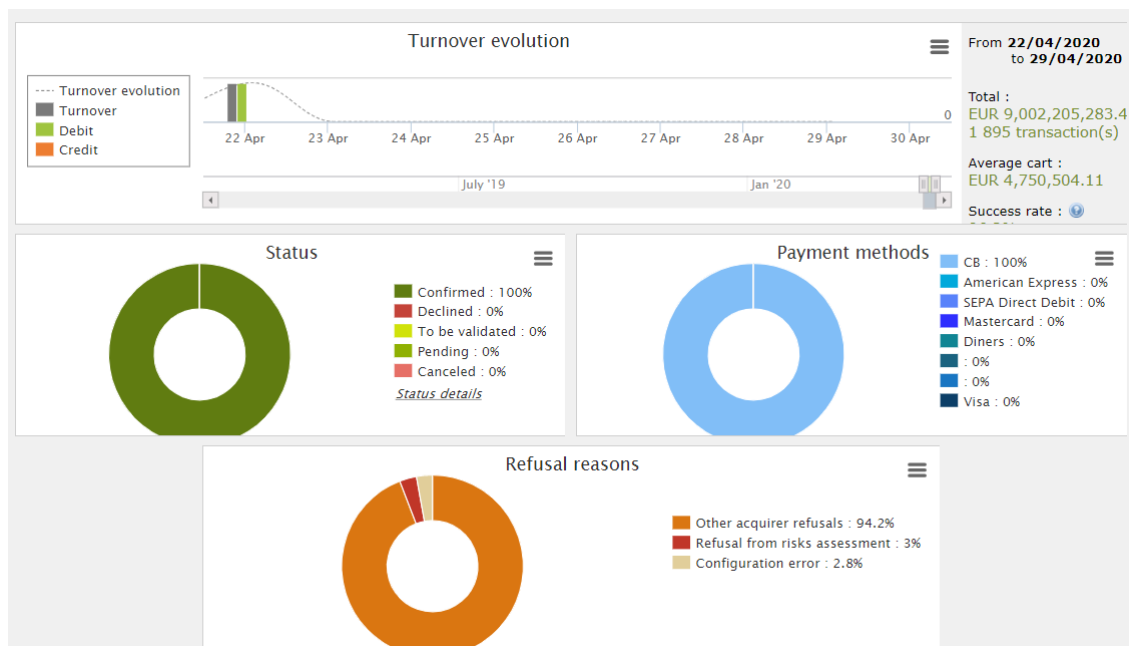 Turnover evolution
Turnover evolution
Turnover
Debit
Credit
0
22 Apr
23 Apr
24 Apr
25 Apr
26 Apr
27 Apr
28 Apr
29 Apr
30 Apr
July '19
Jan '20
From 22/04/2020
to 29/04/2020
Total :
EUR 9,002,205,283.4
1 895 transaction(s)
Average cart :
EUR 4,750,504.11
Success rate :
Status
Confirmed : 100%
Declined : 0%
To be validated : 0%
Pending : 0%
Canceled : 0%
Status details
Payment methods
CB : 100%
American Express : 0%
SEPA Direct Debit : 0%
Mastercard : 0%
Diners : 0%
: 0%
: 0%
Visa : 0%
Refusal reasons
Other acquirer refusals : 94.2%
Refusal from risks assessment : 3%
Configuration error : 2.8%